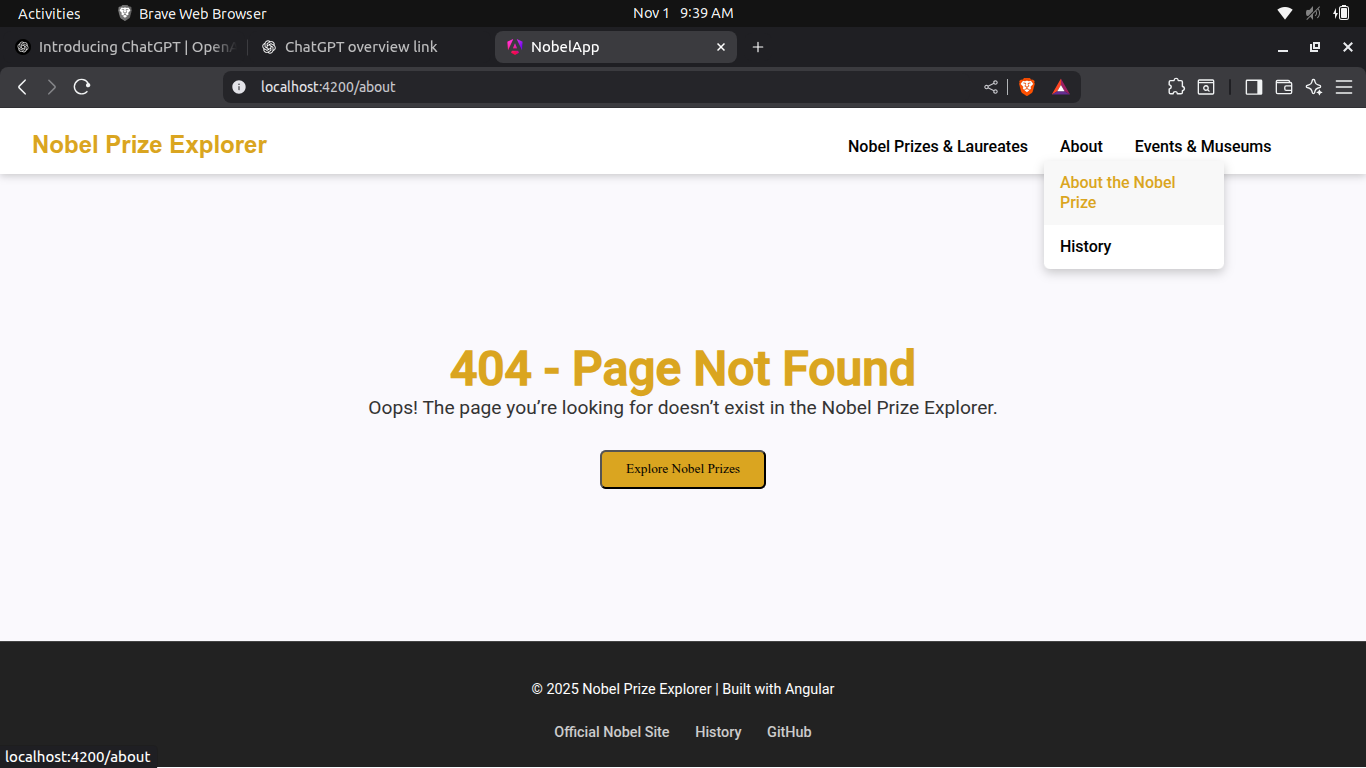 Activities
Brave Web Browser
Nov 1 9:39 AM
Introducing ChatGPT | Open
ChatGPT overview link
NobelApp
localhost:4200/about
Nobel Prize Explorer
Nobel Prizes & Laureates
About
Events & Museums
About the Nobel
Prize
History
404 - Page Not Found
Oops! The page you’re looking for doesn’t exist in the Nobel Prize Explorer.
Explore Nobel Prizes
© 2025 Nobel Prize Explorer | Built with Angular
Official Nobel Site
History
GitHub
localhost:4200/about